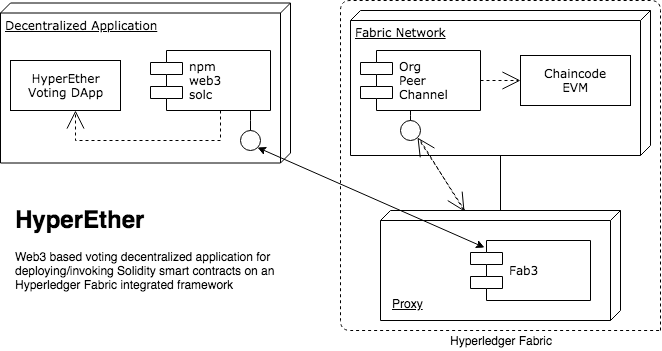 Decentralized Application
HyperEther
Voting DApp
npm
web3
solc
Fabric Network
Org
Peer
Channel
Chaincode
EVM
HyperEther
Web3 based voting decentralized application for
deploying/invoking Solidity smart contracts on an
Hyperledger Fabric integrated framework
Fab3
Proxy
Hyperledger Fabric